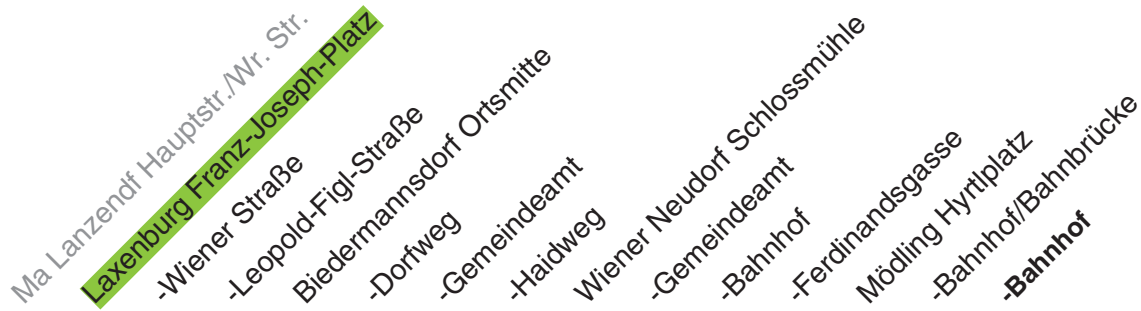 Ma Lanzendf Hauptstr./Wr. Str.
Laxenburg Franz-Joseph-Platz
-Wiener Straße
-Leopold-Figl-Straße
Biedermannsdorf Ortsmitte
-Dorfweg
-Gemeindeamt
-Haidweg
Wiener Neudorf Schlossmühle
-Gemeindeamt
-Bahnhof
-Ferdinandsgasse
Mödling Hyrtlplatz
-Bahnhof/Bahnbrücke
-Bahnhof